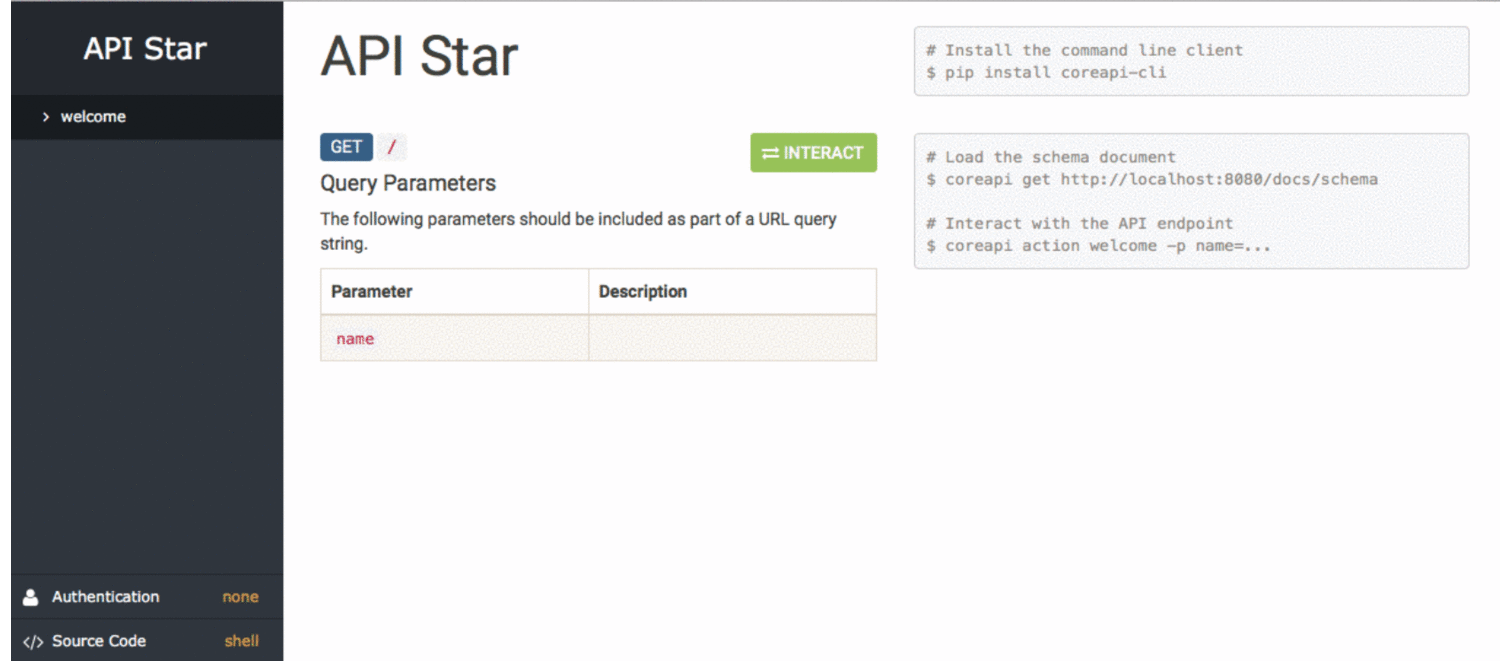 API Star
welcome
Authentication none
</> Source Code shell
API Star
GET /
INTERACT
Query Parameters
The following parameters should be included as part of a URL query
string.
Parameter Description
name
# Install the command line client
$ pip install coreapi-cli
# Load the schema document
$ coreapi get http://localhost:8080/docs/schema
# Interact with the API endpoint
$ coreapi action welcome -p name=...